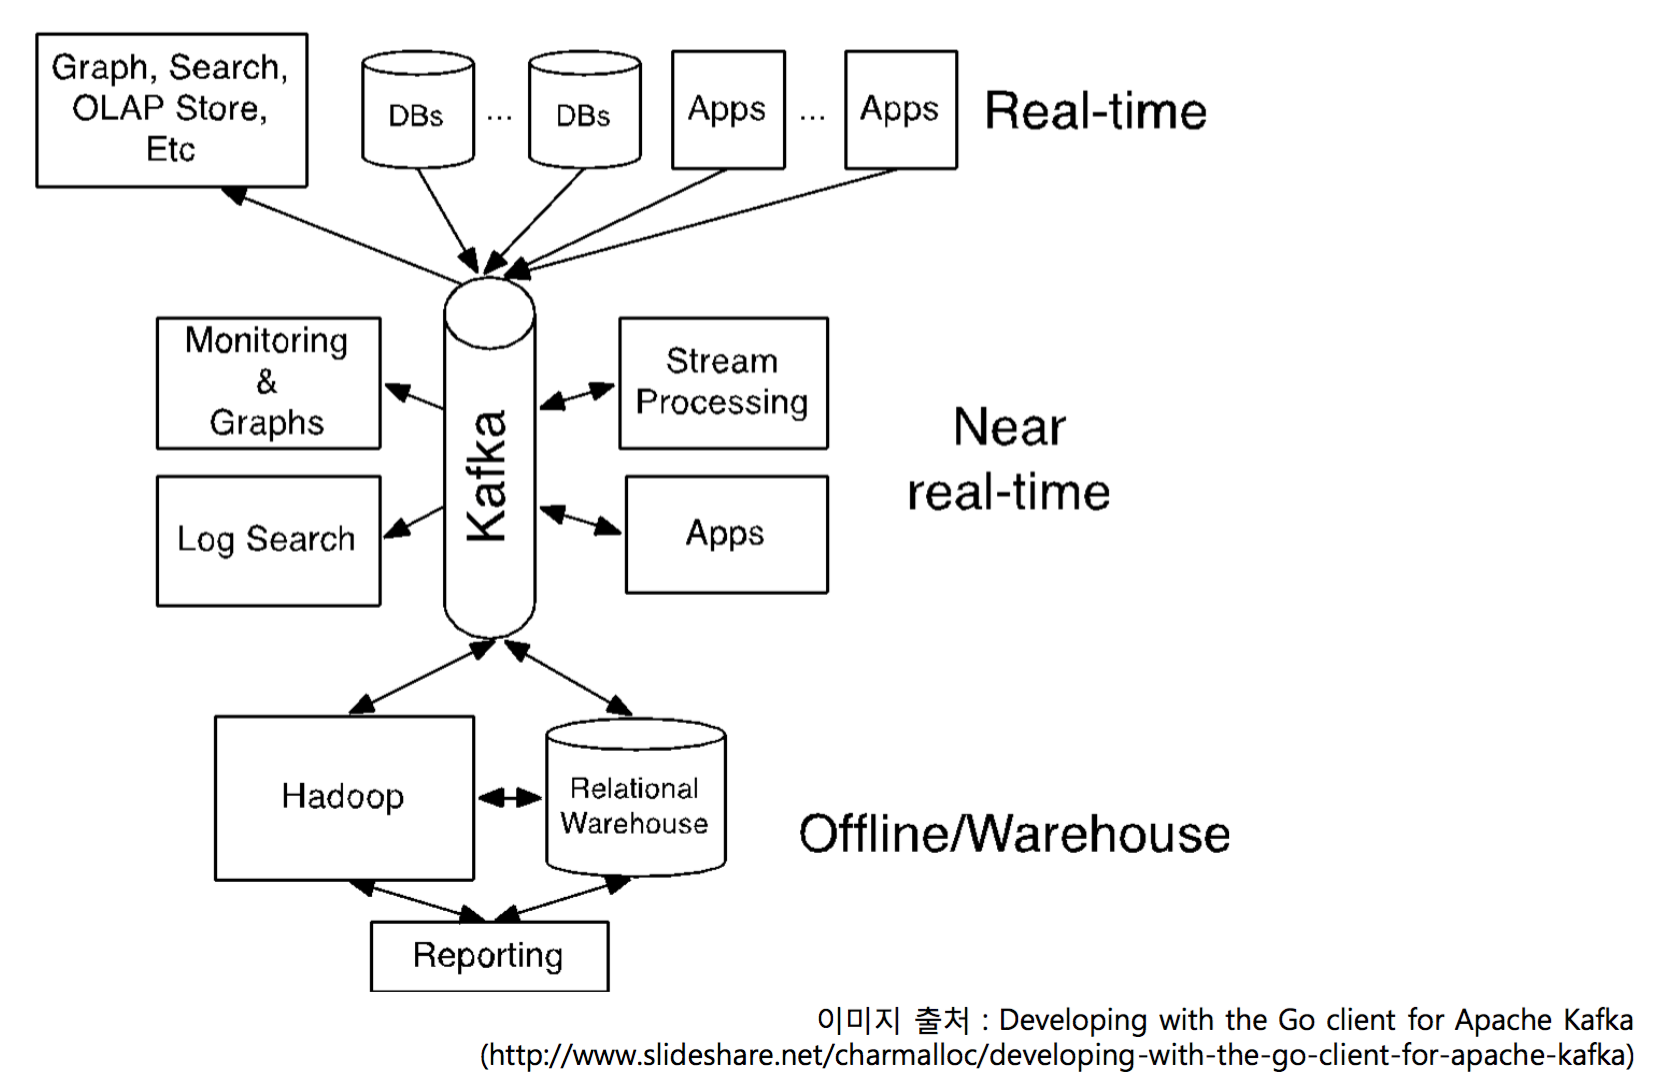 Graph, Search,
OLAP Store,
Etc
DBs
...
DBs
Apps
...
Apps
Real-time
Monitoring
&
Graphs
Log Search
Kafka
Stream
Processing
Apps
Near
real-time
Hadoop
Relational
Warehouse
Offline/Warehouse
Reporting
이미지 출처 : Developing with the Go client for Apache Kafka
(http://www.slideshare.net/charmalloc/developing-with-the-go-client-for-apache-kafka)